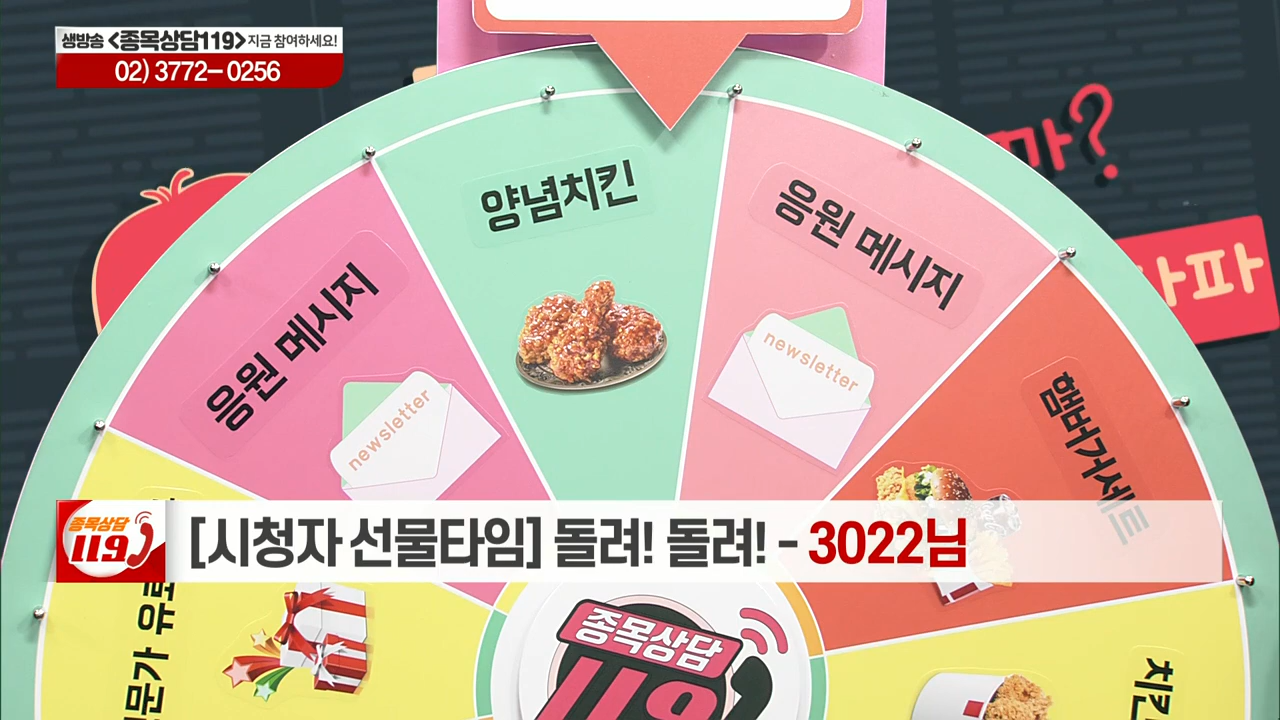 생방송 <종목상담119> 지금 참여하세요!
02) 3772-0256
양념치킨
응원 메시지
newsletter
응원 메시지
newsletter
햄버거세트
종목상담
119
[시청자 선물타임] 돌려! 돌려! - 3022님
종목상담
119